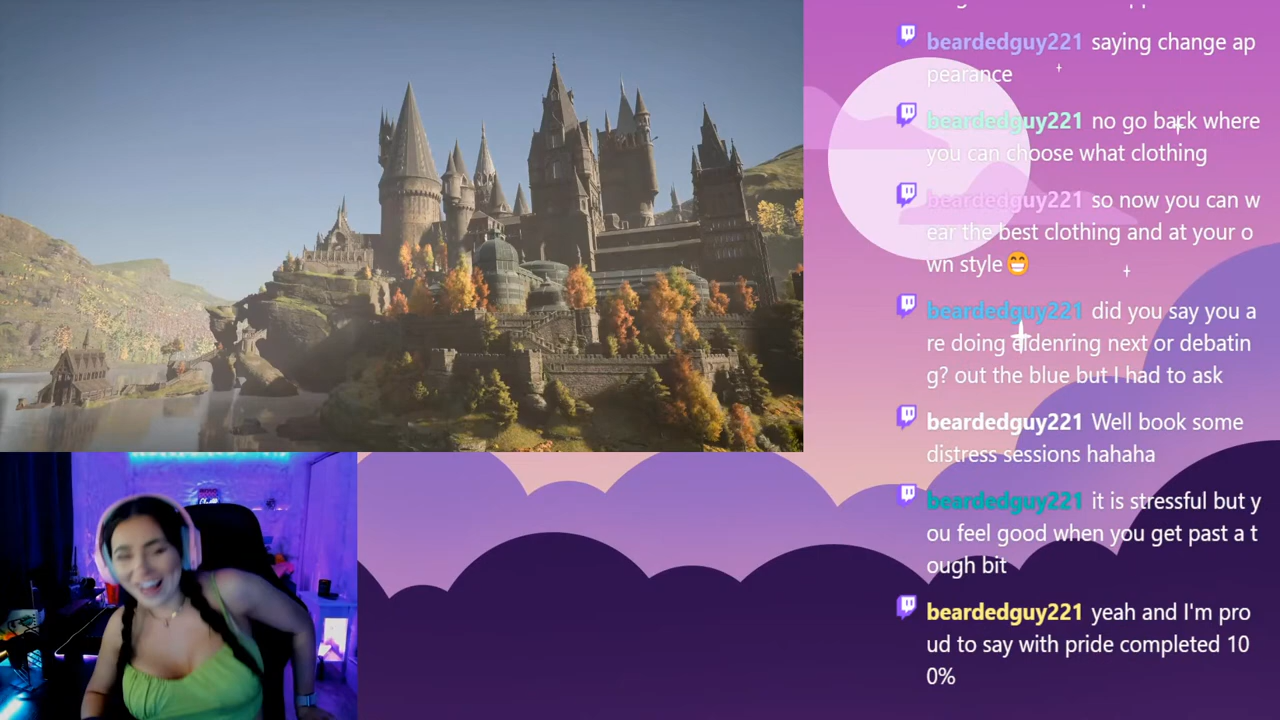 beardedguy221 saying change ap
pearance
beardedguy221 no go back where
you can choose what clothing
beardedguy221 so now you can w
ear the best clothing and at your o
wn style 😁
beardedguy221 did you say you a
re doing eldenring next or debatin
g? out the blue but I had to ask
beardedguy221 Well book some
distress sessions hahaha
beardedguy221 it is stressful but y
ou feel good when you get past a t
ough bit
beardedguy221 yeah and I'm pro
ud to say with pride completed 10
0%